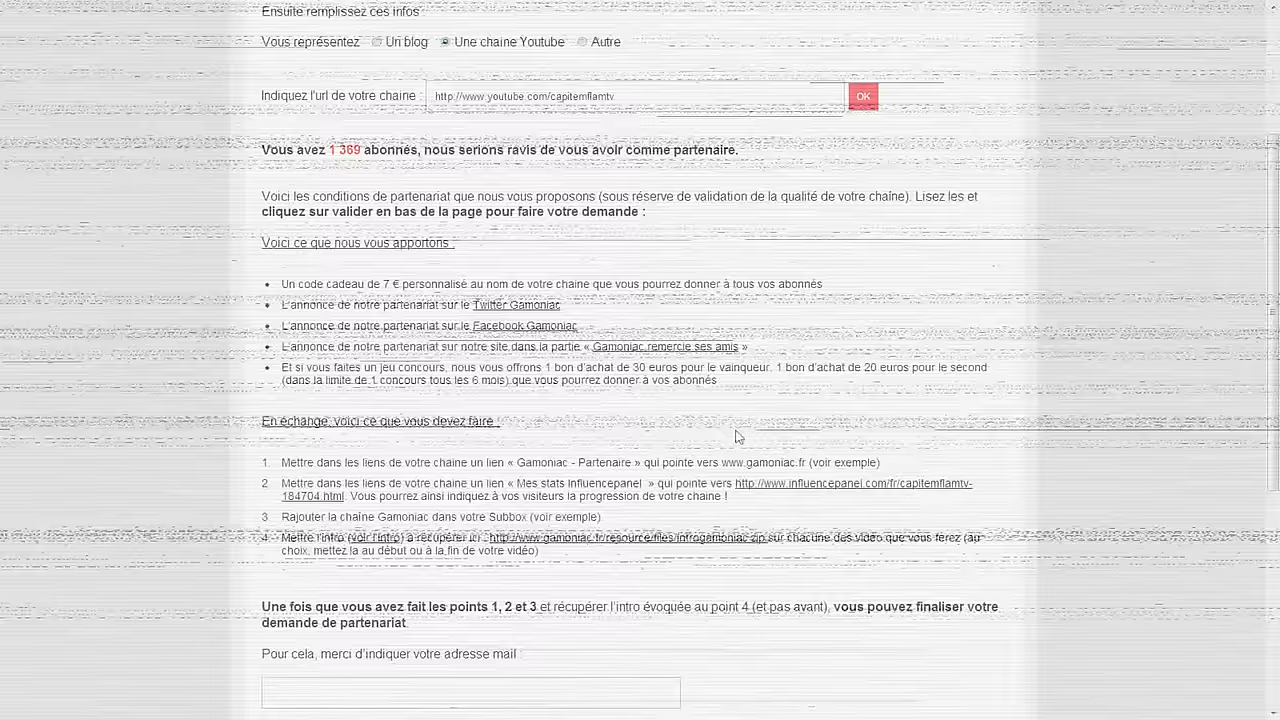 Ensuite remplissez ces infos
Vous représentez Un blog Une chaîne Youtube Autre
Indiquez l'url de votre chaîne : http://www.youtube.com/capitemflamtv OK
Vous avez 1 369 abonnés, nous serions ravis de vous avoir comme partenaire.
Voici les conditions de partenariat que nous vous proposons (sous réserve de validation de la qualité de votre chaîne). Lisez les et
cliquez sur valider en bas de la page pour faire votre demande :
Voici ce que nous vous apportons :
• Un code cadeau de 7 € personnalisé au nom de votre chaine que vous pourrez donner à tous vos abonnés
• L'annonce de notre partenariat sur le Twitter Gamoniac
• L'annonce de notre partenariat sur le Facebook Gamoniac
• L'annonce de notre partenariat sur notre site dans la partie « Gamoniac remercie ses amis »
• Et si vous faites un jeu concours, nous vous offrons 1 bon d'achat de 30 euros pour le vainqueur, 1 bon d'achat de 20 euros pour le second
(dans la limite de 1 concours tous les 6 mois) que vous pourrez donner à vos abonnés
En échange, voici ce que vous devez faire :
1. Mettre dans les liens de votre chaine un lien « Gamoniac - Partenaire » qui pointe vers www.gamoniac.fr (voir exemple)
2. Mettre dans les liens de votre chaine un lien « Mes stats Influencepanel » qui pointe vers http://www.influencepanel.com/fr/capitemflamtv-
184704.html. Vous pourrez ainsi indiquez à vos visiteurs la progression de votre chaine !
3. Rajouter la chaîne Gamoniac dans votre Subbox (voir exemple)
4. Mettre l'intro (voir l'intro) à récupérer ici : http://www.gamoniac.fr/resource/files/introgamoniac.zip sur chacune des vidéo que vous ferez (au
choix, mettez la au début ou à la fin de votre vidéo)
Une fois que vous avez fait les points 1, 2 et 3 et récupérer l'intro évoquée au point 4 (et pas avant), vous pouvez finaliser votre
demande de partenariat.
Pour cela, merci d'indiquer votre adresse mail :